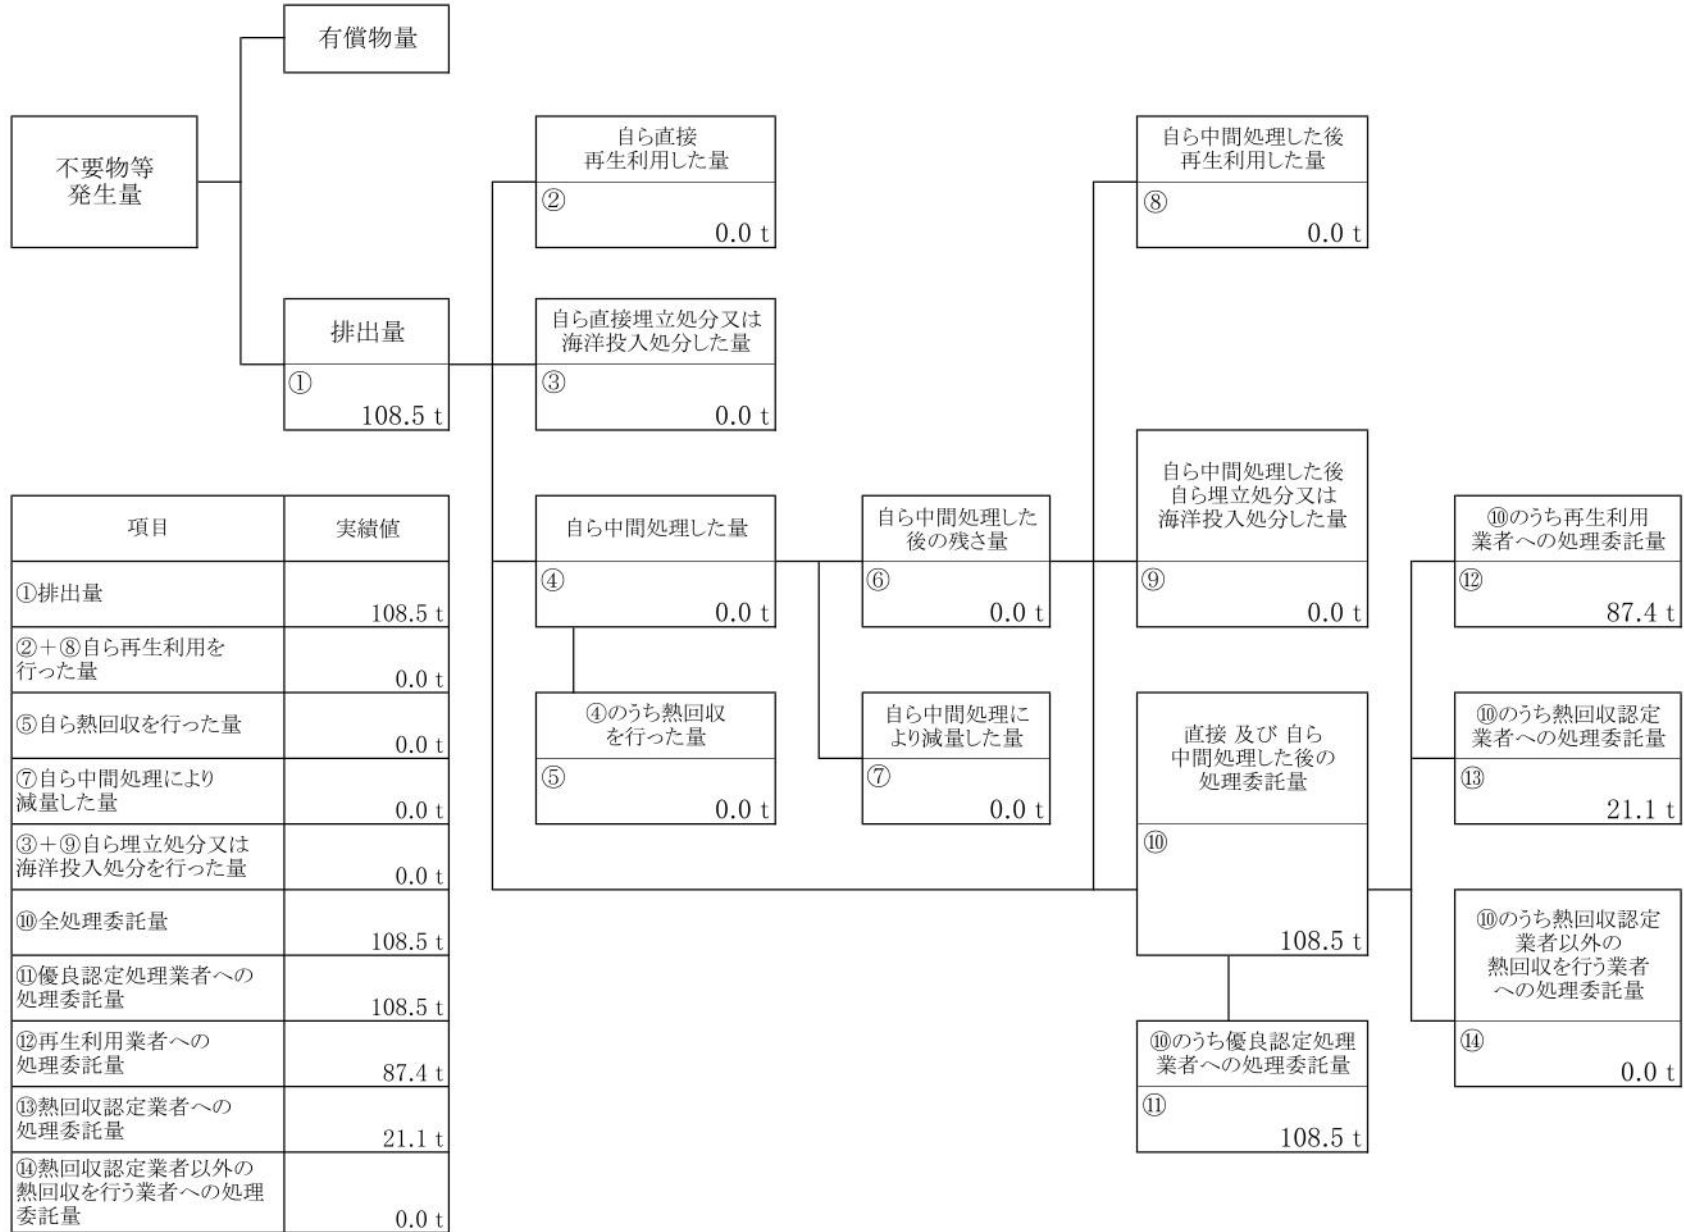 有償物量
不要物等
発生量
自ら直接
再生利用した量
②
0.0 t
自ら中間処理した後
再生利用した量
⑧
0.0 t
排出量
①
108.5 t
自ら直接埋立処分又は
海洋投入処分した量
③
0.0 t
自ら中間処理した量
④
0.0 t
自ら中間処理した
後の残さ量
⑥
0.0 t
自ら中間処理した後
自ら埋立処分又は
海洋投入処分した量
⑨
0.0 t
⑩のうち再生利用
業者への処理委託量
⑫
87.4 t
④のうち熱回収
を行った量
⑤
0.0 t
自ら中間処理に
より減量した量
⑦
0.0 t
直接 及び 自ら
中間処理した後の
処理委託量
⑩
108.5 t
⑩のうち熱回収認定
業者への処理委託量
⑬
21.1 t
⑩のうち熱回収認定
業者以外の
熱回収を行う業者
への処理委託量
⑭
0.0 t
⑩のうち優良認定処理
業者への処理委託量
⑪
108.5 t
項目 実績値
①排出量
108.5 t
②＋⑧自ら再生利用を
行った量
0.0 t
⑤自ら熱回収を行った量
0.0 t
⑦自ら中間処理により
減量した量
0.0 t
③＋⑨自ら埋立処分又は
海洋投入処分を行った量
0.0 t
⑩全処理委託量
108.5 t
⑪優良認定処理業者への
処理委託量
108.5 t
⑫再生利用業者への
処理委託量
87.4 t
⑬熱回収認定業者への
処理委託量
21.1 t
⑭熱回収認定業者以外の
熱回収を行う業者への処理
委託量
0.0 t